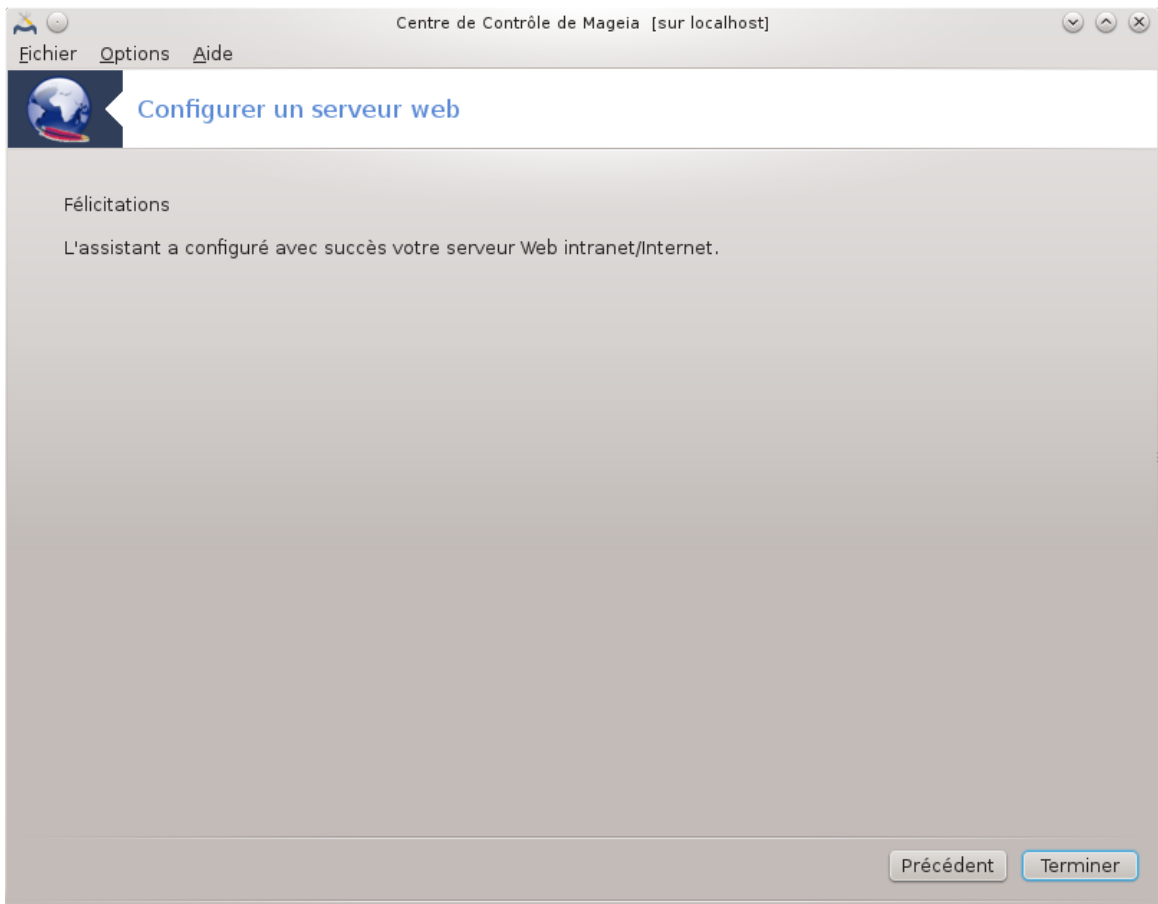 Centre de Contrôle de Mageia [sur localhost]
Fichier Options Aide
Configurer un serveur web
Félicitations
L'assistant a configuré avec succès votre serveur Web intranet/Internet.
Précédent Terminer